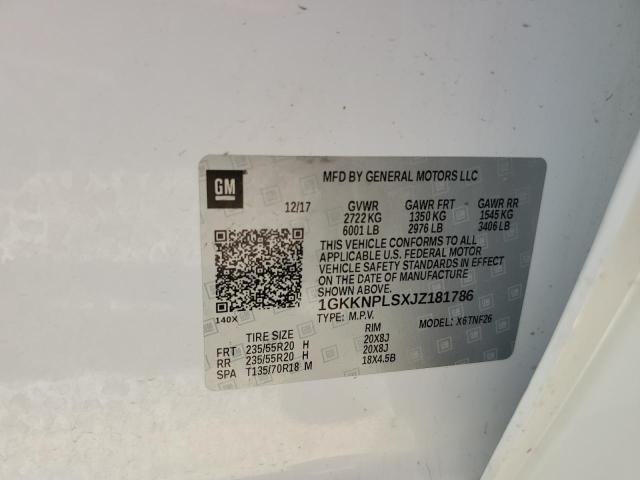 GM
MFD BY GENERAL MOTORS LLC
12/17 GVWR GAWR FRT GAWR RR
2722 KG 1350 KG 1545 KG
6001 LB 2976 LB 3406 LB
THIS VEHICLE CONFORMS TO ALL
APPLICABLE U.S. FEDERAL MOTOR
VEHICLE SAFETY STANDARDS IN EFFECT
ON THE DATE OF MANUFACTURE
SHOWN ABOVE.
1GKKNPLSXJZ181786
140X
TYPE: M.P.V. MODEL: X6TNF26
TIRE SIZE RIM
FRT 235/55R20 H 20X8J
RR 235/55R20 H 20X8J
SPA T135/70R18 M 18X4.5B